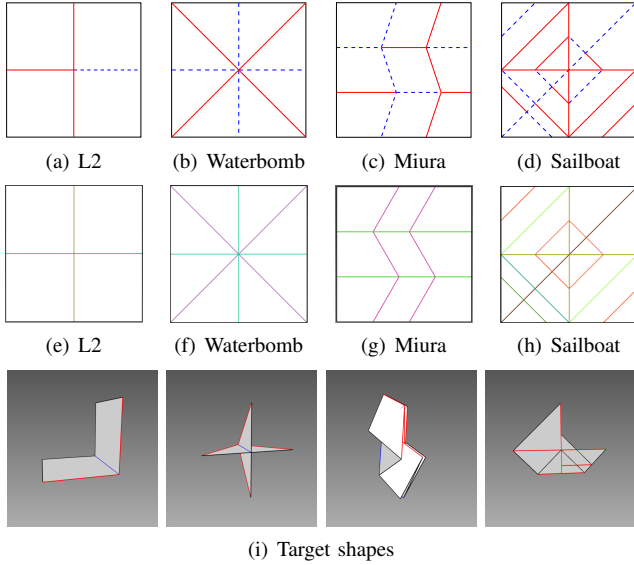 (a) L2 (b) Waterbomb (c) Miura (d) Sailboat
(e) L2 (f) Waterbomb (g) Miura (h) Sailboat
(i) Target shapes